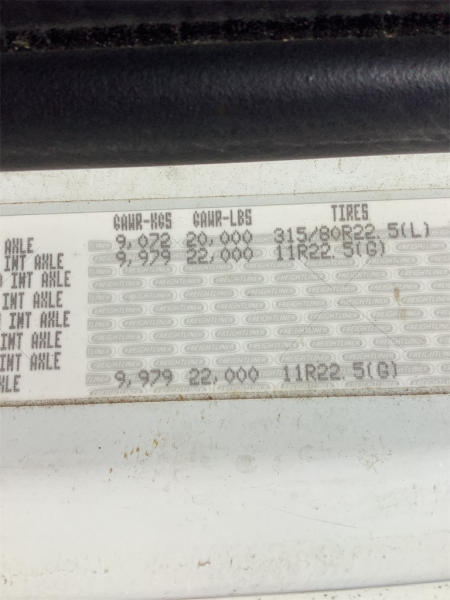 GAWR-KGS GAWR-LBS TIRES
AXLE 9,072 20,000 315/80R22.5(L)
INT AXLE 9,979 22,000 11R22.5(G)
INT AXLE
INT AXLE
INT AXLE
INT AXLE
INT AXLE
XLE 9,979 22,000 11R22.5(G)